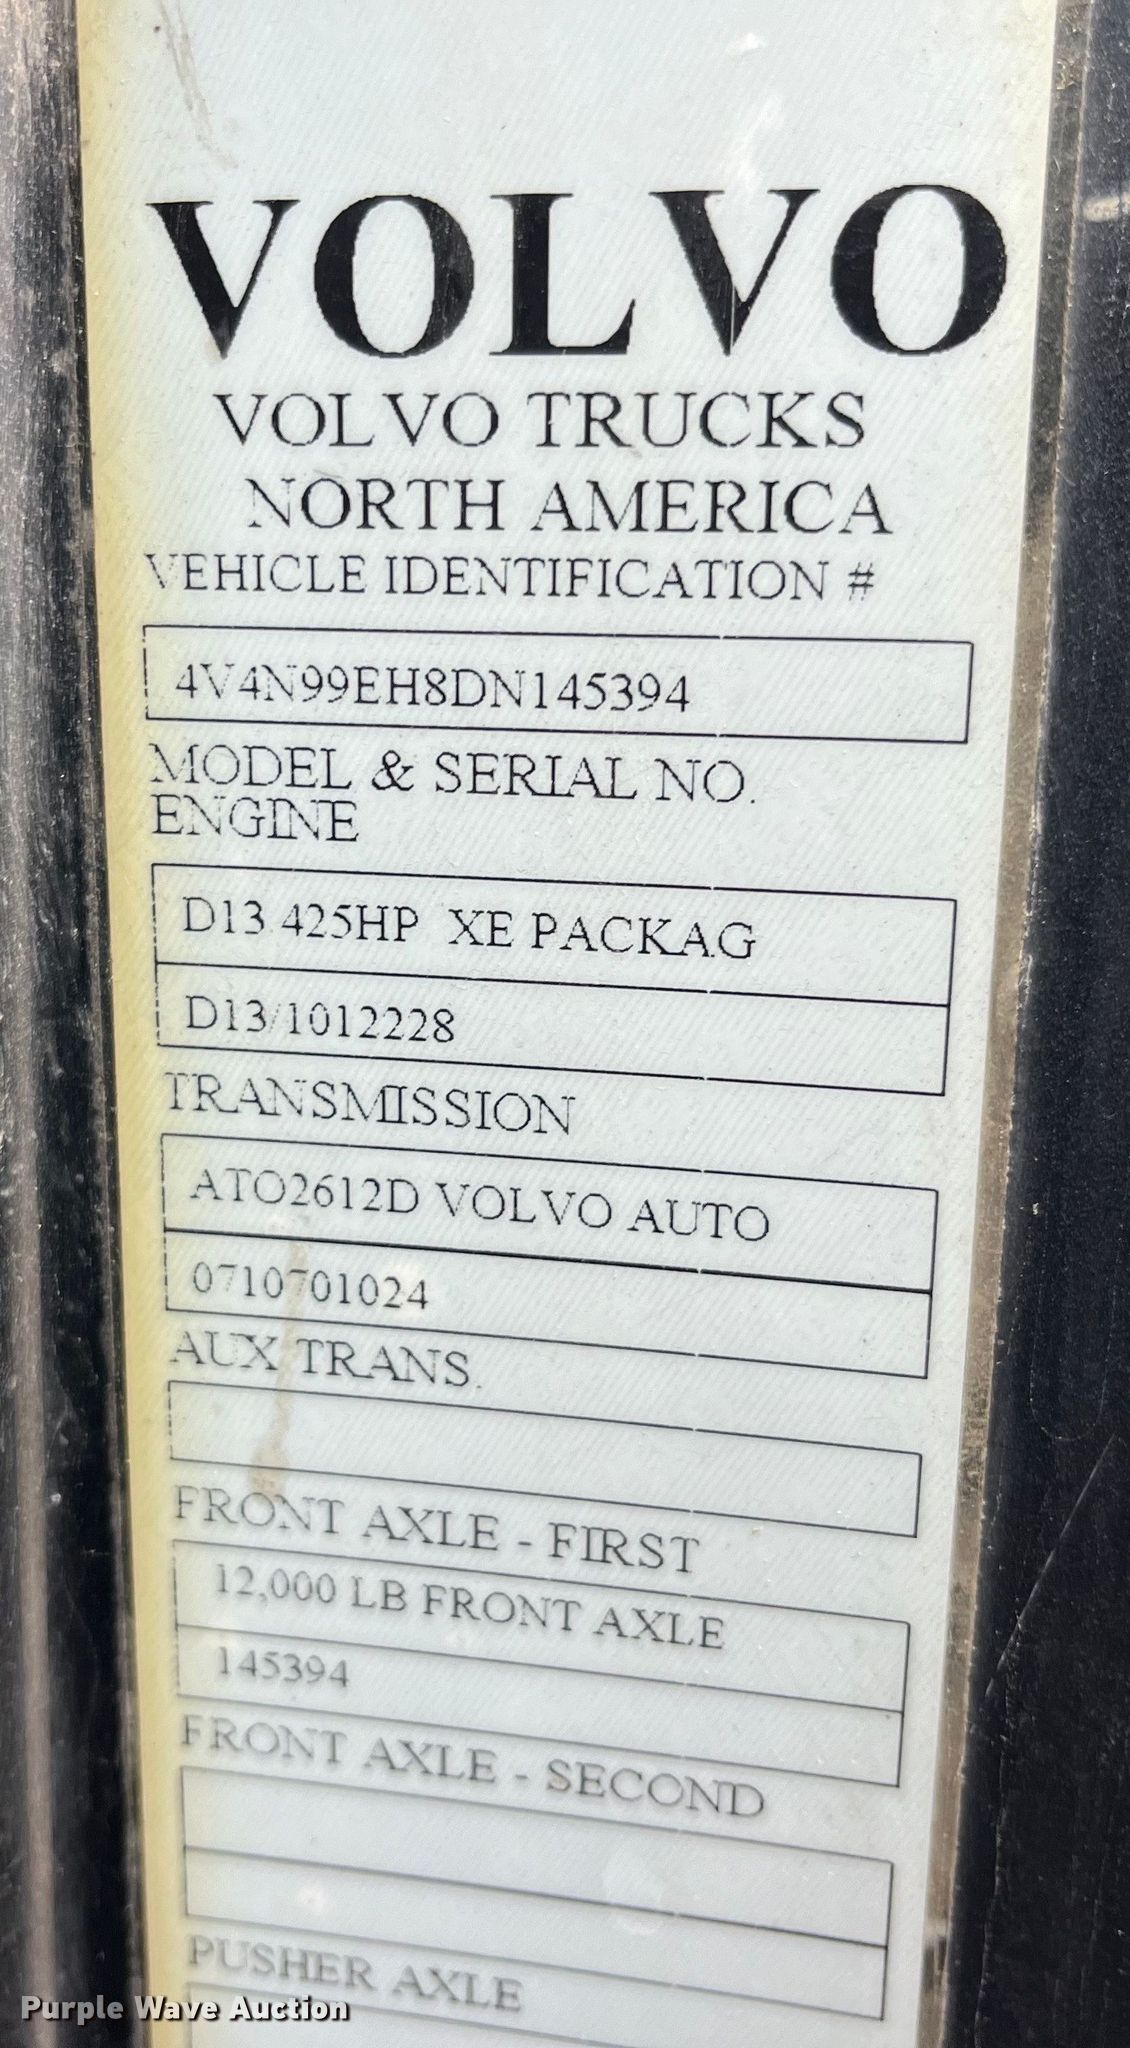 VOLVO
VOLVO TRUCKS
NORTH AMERICA
VEHICLE IDENTIFICATION #
4V4N99EH8DN145394
MODEL & SERIAL NO.
ENGINE
D13 425HP XE PACKAG
D13/1012228
TRANSMISSION
ATO2612D VOLVO AUTO
0710701024
AUX TRANS.
FRONT AXLE - FIRST
12,000 LB FRONT AXLE
145394
FRONT AXLE - SECOND
PUSHER AXLE
Purple Wave Auction